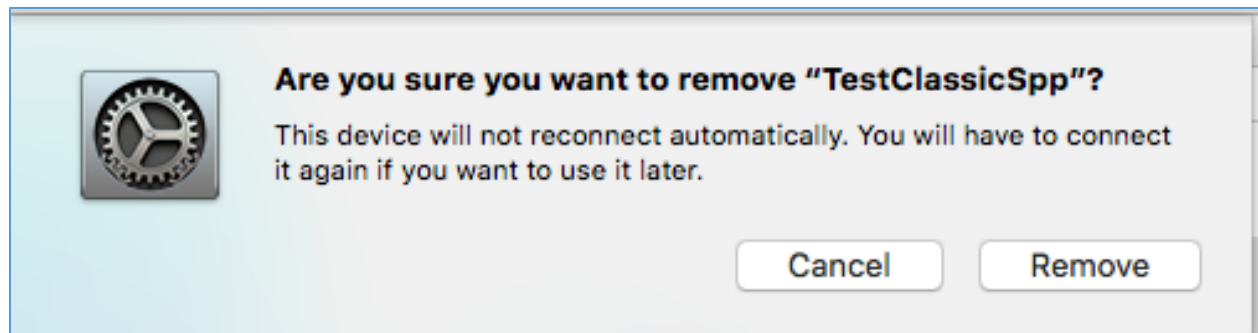 Are you sure you want to remove “TestClassicSpp”?
This device will not reconnect automatically. You will have to connect
it again if you want to use it later.
Cancel
Remove